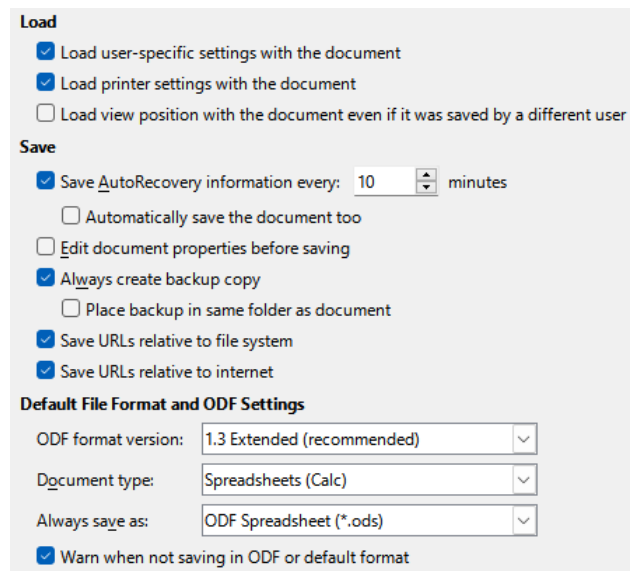 Load
Load user-specific settings with the document
Load printer settings with the document
Load view position with the document even if it was saved by a different user
Save
Save AutoRecovery information every: 10 minutes
Automatically save the document too
Edit document properties before saving
Always create backup copy
Place backup in same folder as document
Save URLs relative to file system
Save URLs relative to internet
Default File Format and ODF Settings
ODF format version: 1.3 Extended (recommended)
Document type: Spreadsheets (Calc)
Always save as: ODF Spreadsheet (*.ods)
Warn when not saving in ODF or default format